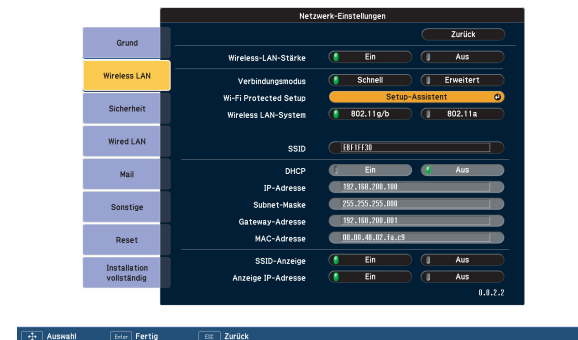 Netzwerk-Einstellungen
Zurück
Grund
Wireless LAN
Sicherheit
Wired LAN
Mail
Sonstige
Reset
Installation
vollständig
Wireless-LAN-Stärke Ein Aus
Verbindungsmodus Schnell Erweitert
Wi-Fi Protected Setup Setup-Assistent
Wireless LAN-System 802.11g/b 802.11a
SSID EBF1FF30
DHCP Ein Aus
IP-Adresse 192.168.200.100
Subnet-Maske 255.255.255.000
Gateway-Adresse 192.168.200.001
MAC-Adresse 00.00.48.02.fa.c9
SSID-Anzeige Ein Aus
Anzeige IP-Adresse Ein Aus
0.0.2.2
Auswahl Enter Fertig ESC Zurück